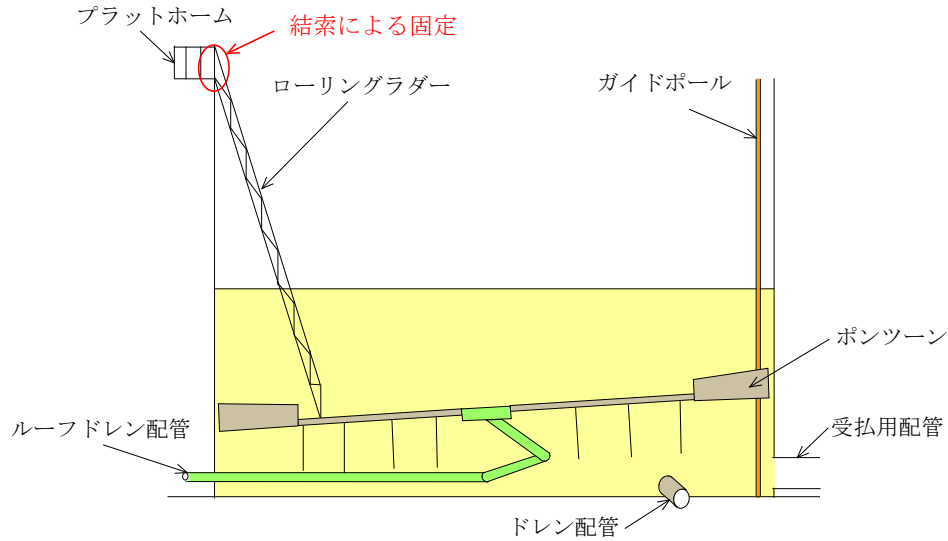 プラットホーム
結索による固定
ローリングラダー
ガイドポール
ポンツーン
ルーフドレン配管
受払用配管
ドレン配管